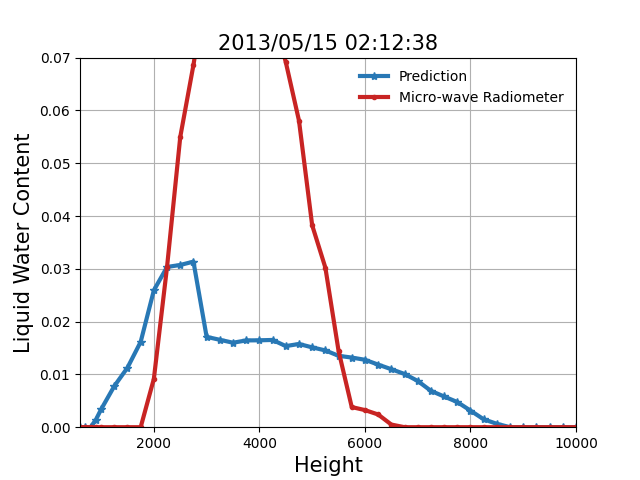 2013/05/15 02:12:38
0.07
0.06
0.05
0.04
0.03
0.02
0.01
0.00
Liquid Water Content
Prediction
Micro-wave Radiometer
2000 4000 6000 8000 10000
Height